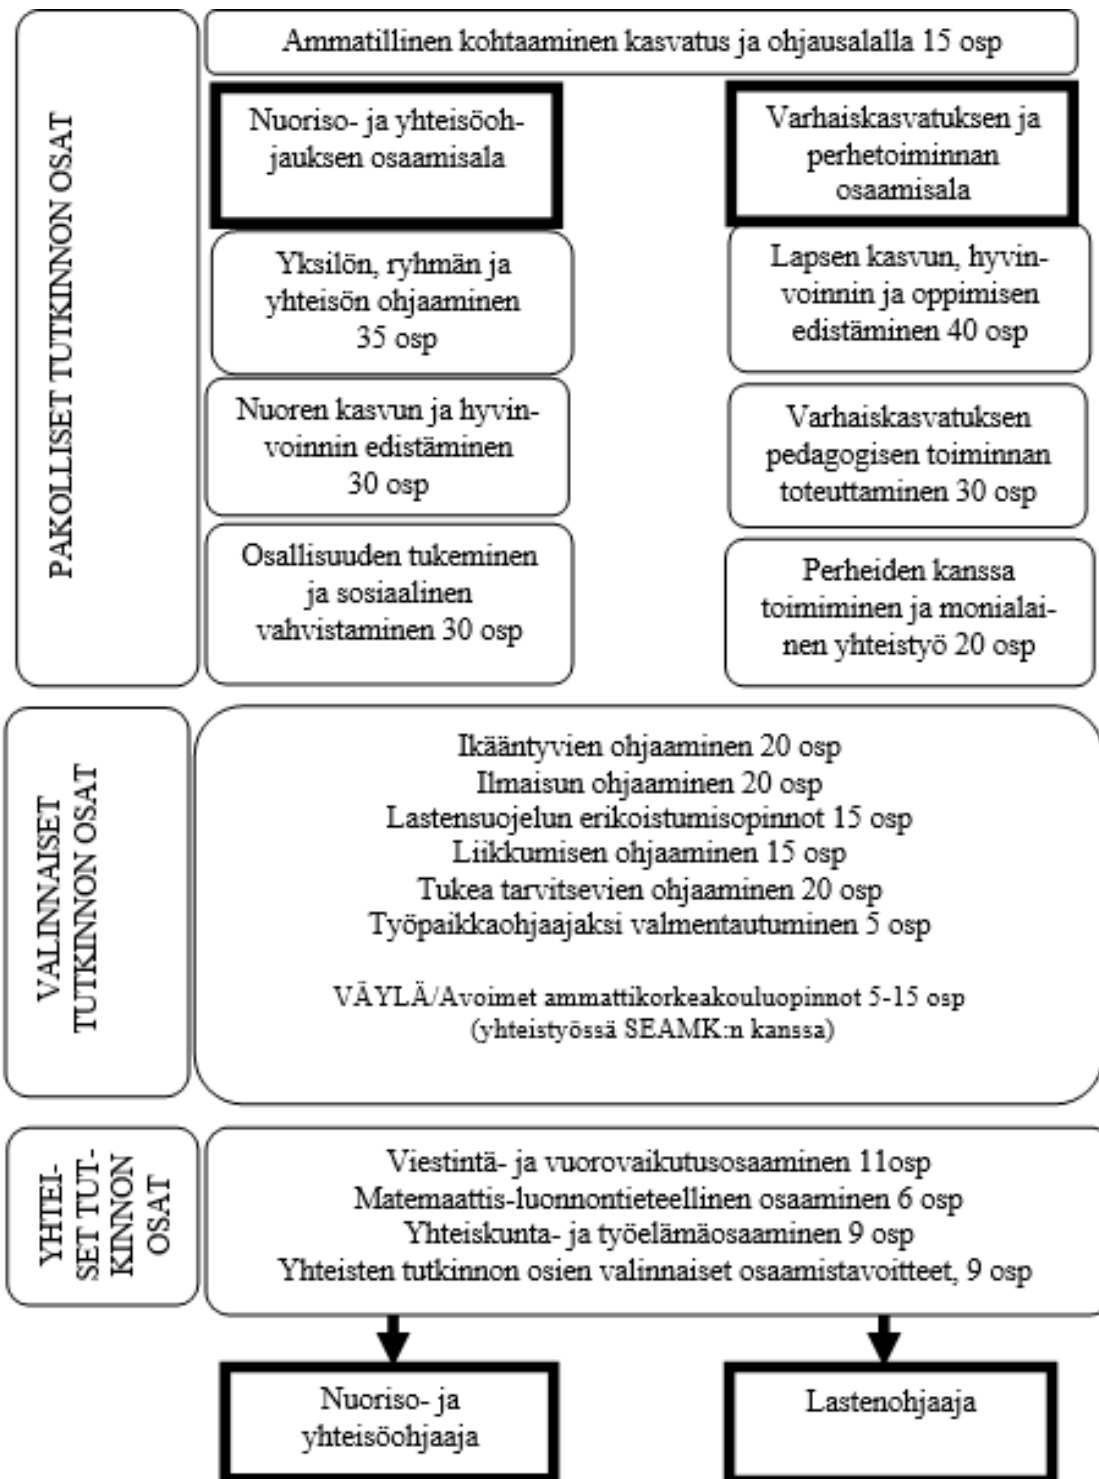 PAKOLLISET TUTKINNON OSAT
Ammatillinen kohtaaminen kasvatus ja ohjausalalla 15 osp
Nuoriso- ja yhteisöoh-
jauksen osaamisala
Yksilön, ryhmän ja
yhteisön ohjaaminen
35 osp
Nuoren kasvun ja hyvin-
voinnin edistäminen
30 osp
Osallisuuden tukeminen
ja sosiaalinen
vahvistaminen 30 osp
Varhaiskasvatuksen ja
perhetoiminnan
osaamisala
Lapsen kasvun, hyvin-
voinnin ja oppimisen
edistäminen 40 osp
Varhaiskasvatuksen
pedagogisen toiminnan
toteuttaminen 30 osp
Perheiden kanssa
toimiminen ja monialai-
nen yhteistyö 20 osp
VALINNAISET
TUTKINNON OSAT
Ikääntyvien ohjaaminen 20 osp
Ilmaisun ohjaaminen 20 osp
Lastensuojelun erikoistumisopinnot 15 osp
Liikkumisen ohjaaminen 15 osp
Tukea tarvitsevien ohjaaminen 20 osp
Työpaikkaohjaajaksi valmentautuminen 5 osp
VÄYLÄ/Avoimet ammattikorkeakouluopinnot 5-15 osp
(yhteistyössä SEAMK:n kanssa)
YHTEI-
SET TUT-
KINNON
OSAT
Viestintä- ja vuorovaikutusosaaminen 11osp
Matemaattis-luonnontieteellinen osaaminen 6 osp
Yhteiskunta- ja työelämäosaaminen 9 osp
Yhteisten tutkinnon osien valinnaiset osaamistavoitteet, 9 osp
Nuoriso- ja
yhteisöohjaaja
Lastenohjaaja